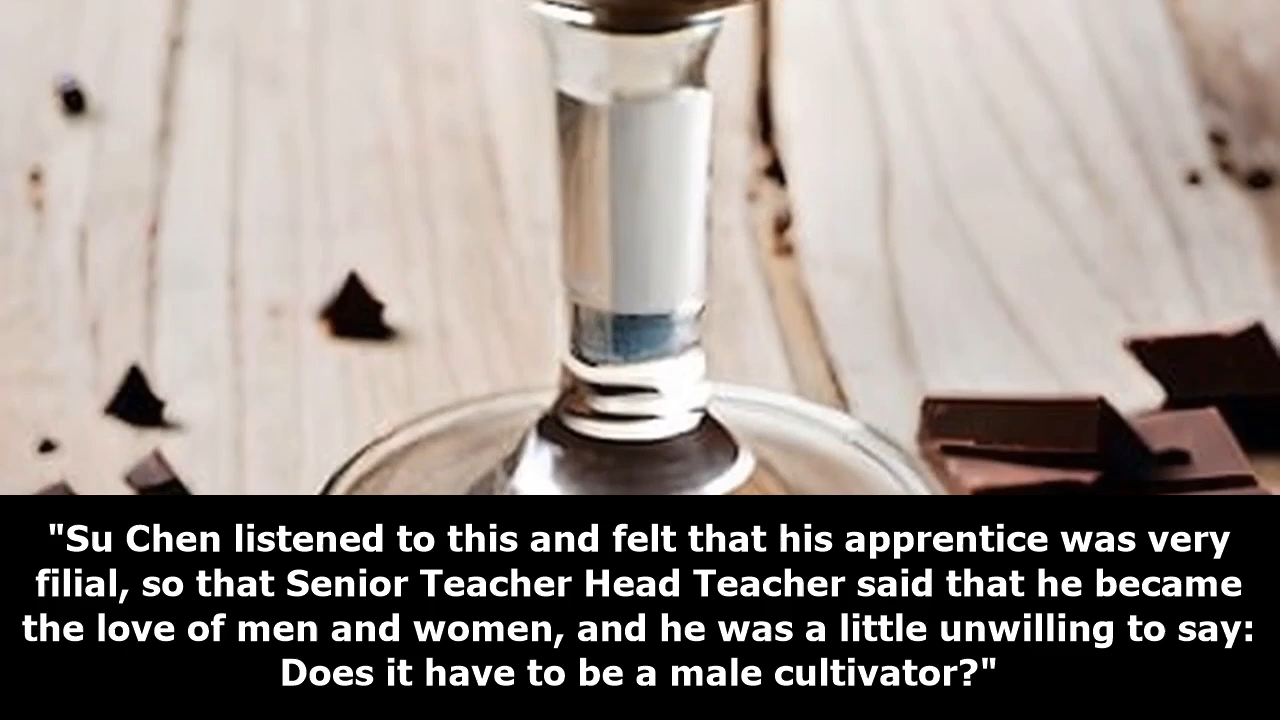 "Su Chen listened to this and felt that his apprentice was very
filial, so that Senior Teacher Head Teacher said that he became
the love of men and women, and he was a little unwilling to say:
Does it have to be a male cultivator?"